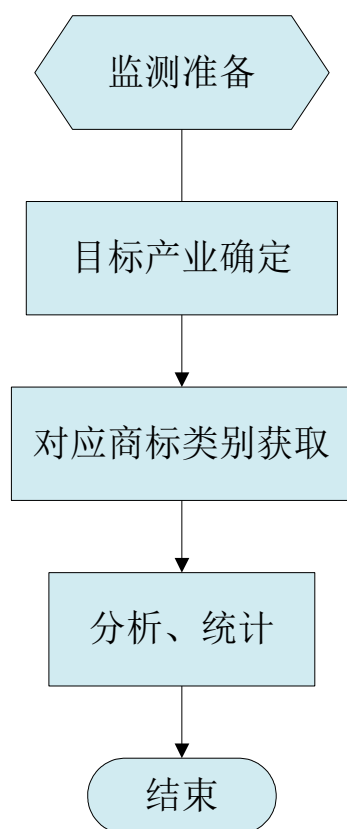 监测准备
目标产业确定
对应商标类别获取
分析、统计
结束